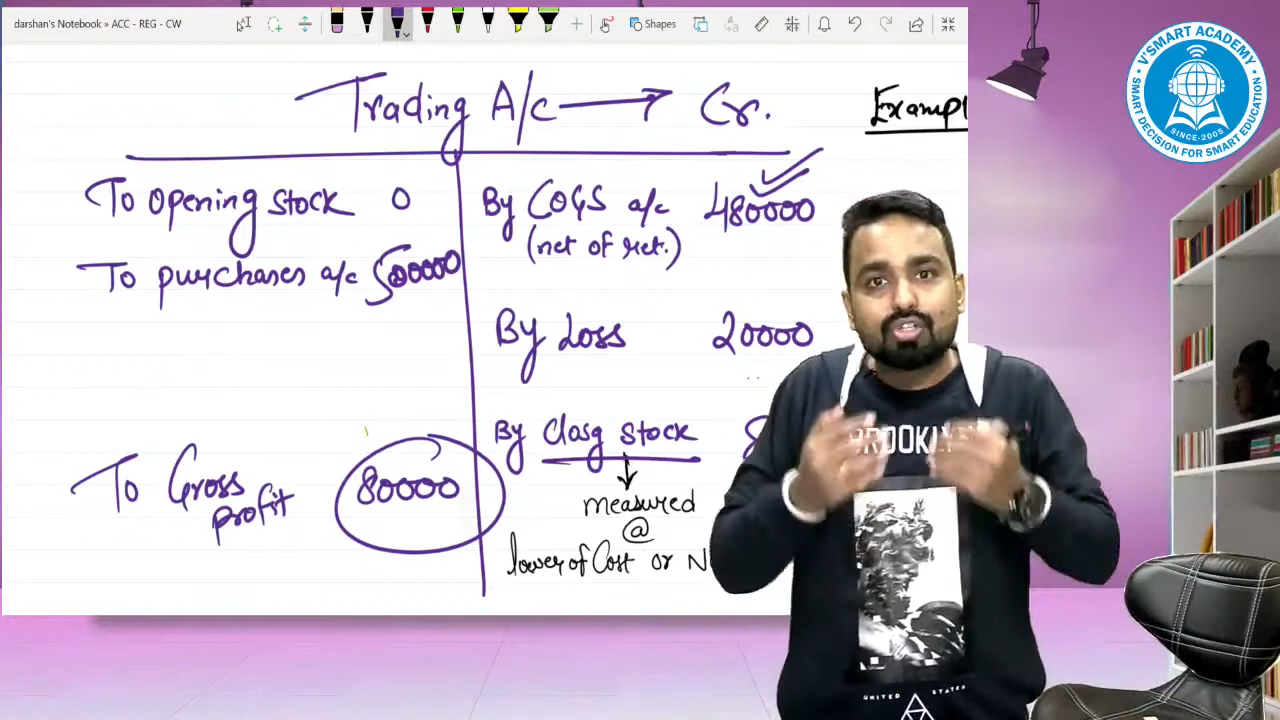 darshan's Notebook » ACC - REG - CW
Shapes
Trading A/c → Cr.
Exampl
To Opening Stock 0
By COGS a/c 480000
(net of ret.)
To purchases a/c 500000
By Loss 20000
By Closg Stock 8
measured
@
lower of Cost or N
To Gross profit 80000
V'SMART ACADEMY
SMART DECISION FOR SMART EDUCATION
SINCE-2005
BROOKLYN
UNITED STATES